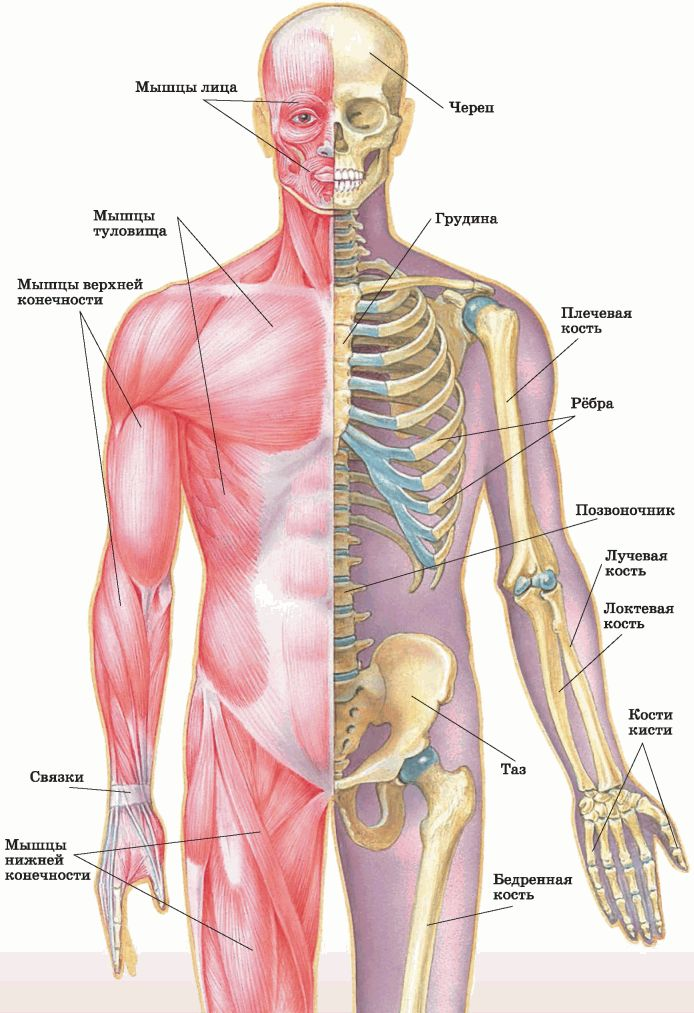 Мышцы лица
Череп
Мышцы
туловища
Грудина
Мышцы верхней
конечности
Плечевая
кость
Рёбра
Позвоночник
Лучевая
кость
Локтевая
кость
Кости
кисти
Таз
Связки
Мышцы
нижней
конечности
Бедренная
кость